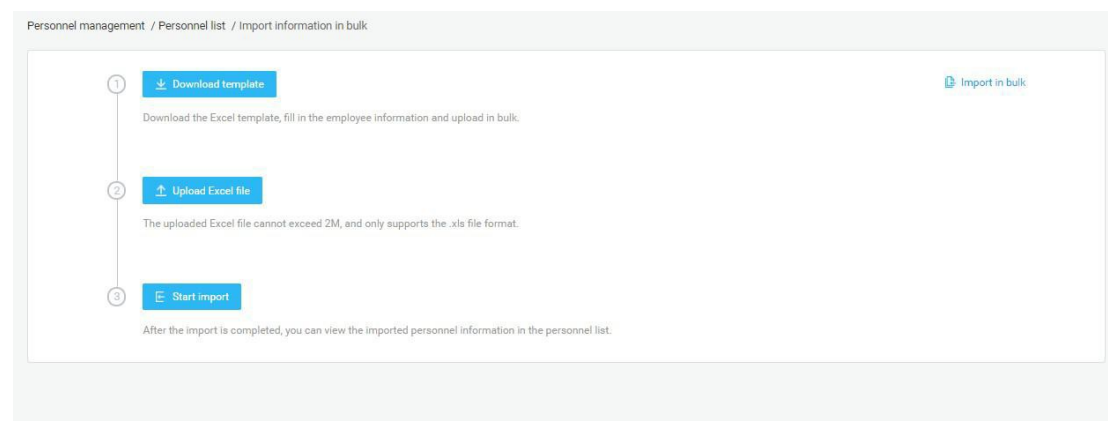 Personnel management / Personnel list / Import information in bulk
1 Download template
Import in bulk
Download the Excel template, fill in the employee information and upload in bulk.
2 Upload Excel file
The uploaded Excel file cannot exceed 2M, and only supports the .xls file format.
3 Start import
After the import is completed, you can view the imported personnel information in the personnel list.